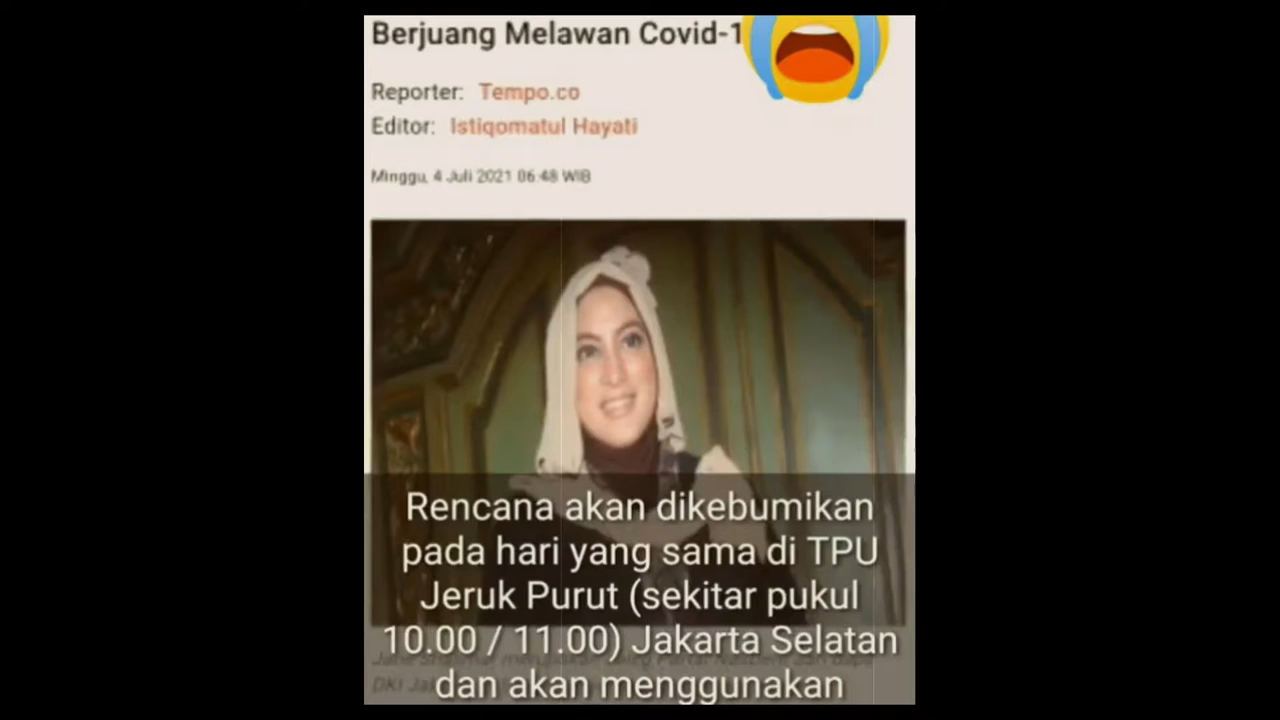 Berjuang Melawan Covid-1
Reporter: Tempo.co
Editor: Istiqomatul Hayati
Minggu, 4 Juli 2021 06:48 WIB
Rencana akan dikebumikan
pada hari yang sama di TPU
Jeruk Purut (sekitar pukul
10.00 / 11.00) Jakarta Selatan
dan akan menggunakan
DKI